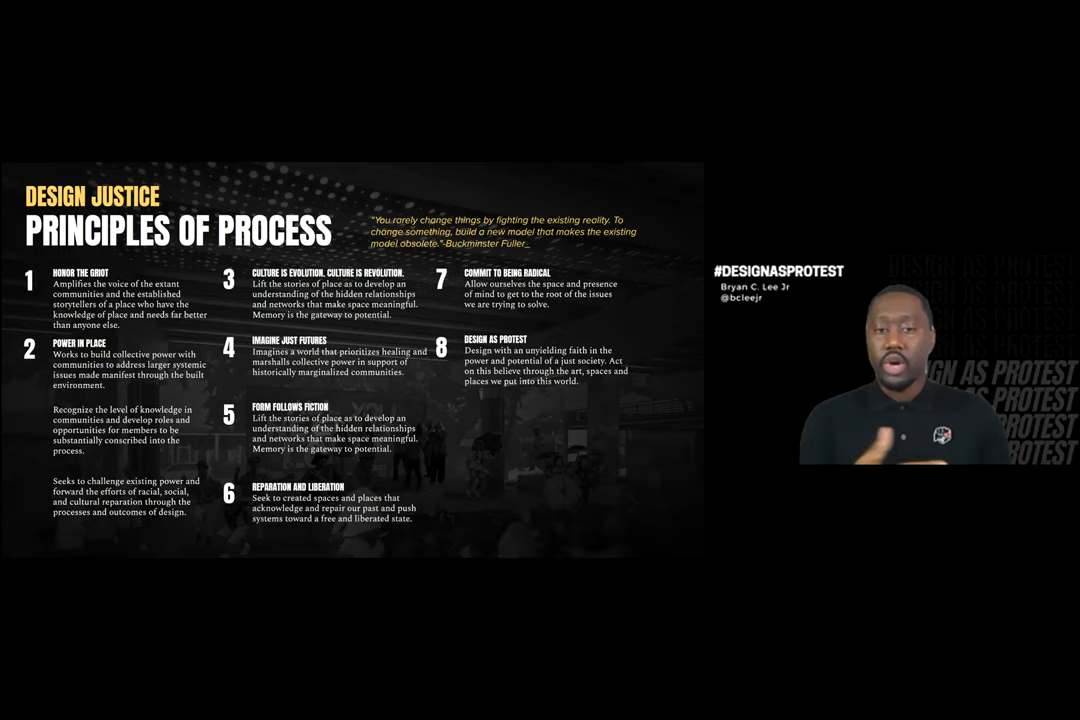 DESIGN JUSTICE
PRINCIPLES OF PROCESS
"You rarely change things by fighting the existing reality. To
change something, build a new model that makes the existing
model obsolete."-Buckminster Fuller_
1
HONOR THE GRIOT
Amplifies the voice of the extant
communities and the established
storytellers of a place who have the
knowledge of place and needs far better
than anyone else.
2
POWER IN PLACE
Works to build collective power with
communities to address larger systemic
issues made manifest through the built
environment.
Recognize the level of knowledge in
communities and develop roles and
opportunities for members to be
substantially conscribed into the
process.
Seeks to challenge existing power and
forward the efforts of racial, social,
and cultural reparation through the
processes and outcomes of design.
3
CULTURE IS EVOLUTION. CULTURE IS REVOLUTION.
Lift the stories of place as to develop an
understanding of the hidden relationships
and networks that make space meaningful.
Memory is the gateway to potential.
4
IMAGINE JUST FUTURES
Imagines a world that prioritizes healing and
marshalls collective power in support of
historically marginalized communities.
5
FORM FOLLOWS FICTION
Lift the stories of place as to develop an
understanding of the hidden relationships
and networks that make space meaningful.
Memory is the gateway to potential.
6
REPARATION AND LIBERATION
Seek to created spaces and places that
acknowledge and repair our past and push
systems toward a free and liberated state.
7
COMMIT TO BEING RADICAL
Allow ourselves the space and presence
of mind to get to the root of the issues
we are trying to solve.
8
DESIGN AS PROTEST
Design with an unyielding faith in the
power and potential of a just society. Act
on this believe through the art, spaces and
places we put into this world.
#DESIGNASPROTEST
Bryan C. Lee Jr
@bcleejr
DESIGN AS PROTEST
GN AS PROTEST
AS PROTEST
PROTEST
ROTEST